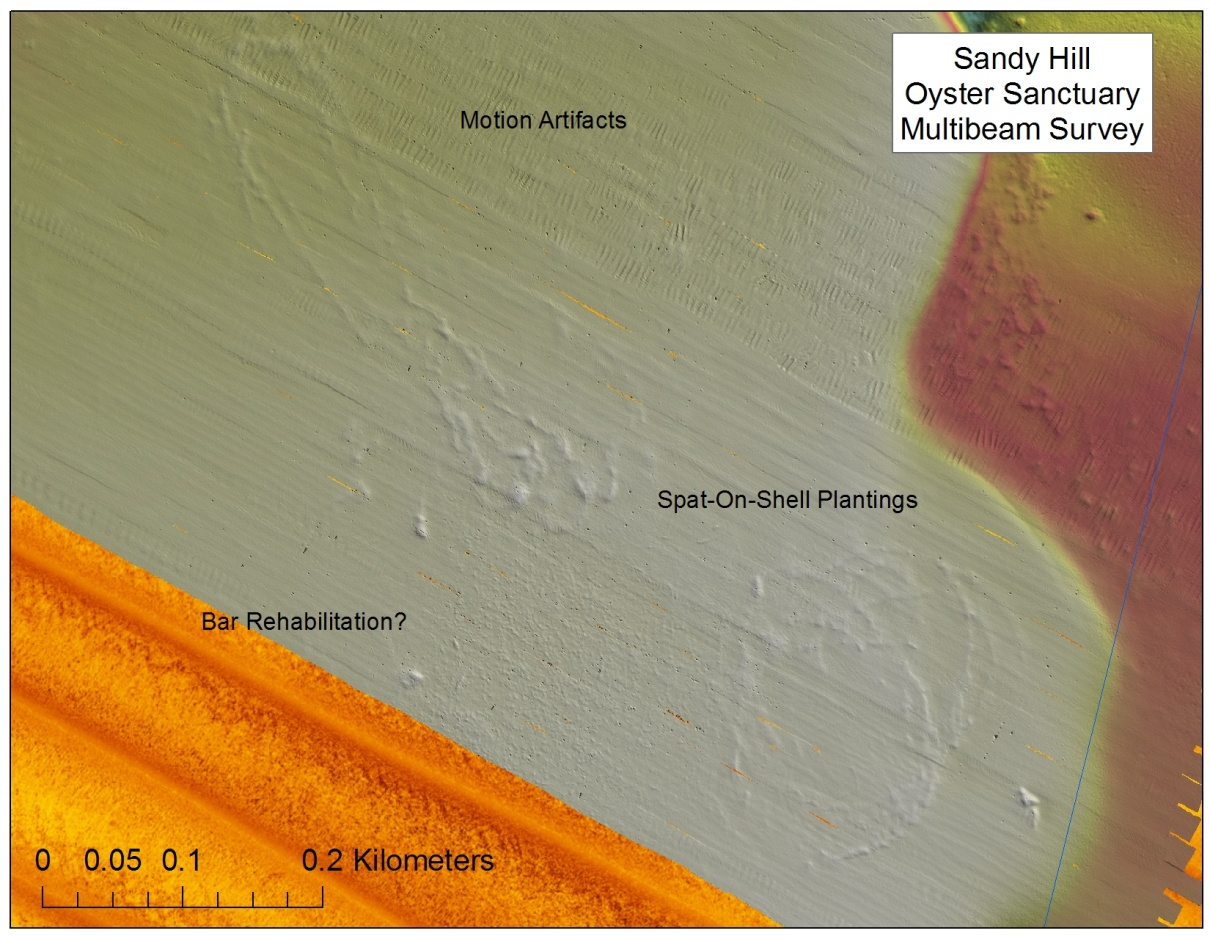 Sandy Hill
Oyster Sanctuary
Multibeam Survey
Motion Artifacts
Spat-On-Shell Plantings
Bar Rehabilitation?
0 0.05 0.1 0.2 Kilometers